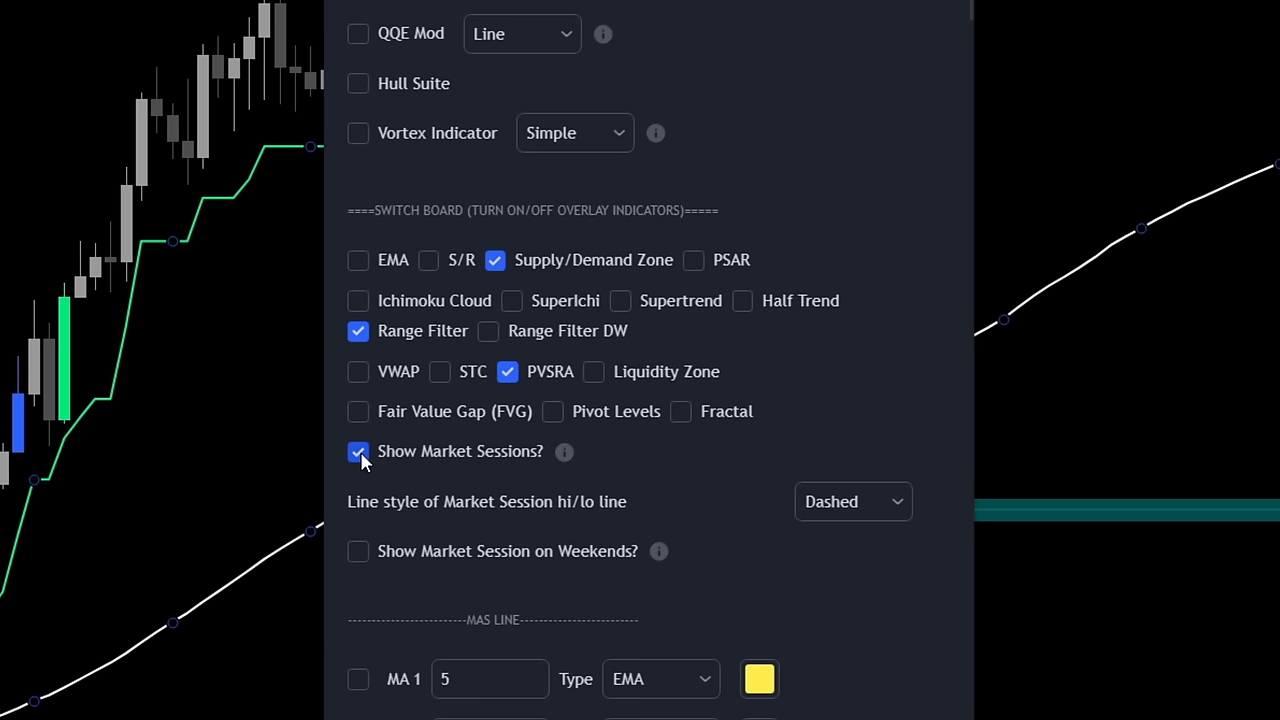 QQE Mod Line
Hull Suite
Vortex Indicator Simple
====SWITCH BOARD (TURN ON/OFF OVERLAY INDICATORS)=====
EMA S/R Supply/Demand Zone PSAR
Ichimoku Cloud SuperIchi Supertrend Half Trend
Range Filter Range Filter DW
VWAP STC PVSRA Liquidity Zone
Fair Value Gap (FVG) Pivot Levels Fractal
Show Market Sessions?
Line style of Market Session hi/lo line Dashed
Show Market Session on Weekends?
-------------------------MAS LINE-------------------------
MA 1 5 Type EMA